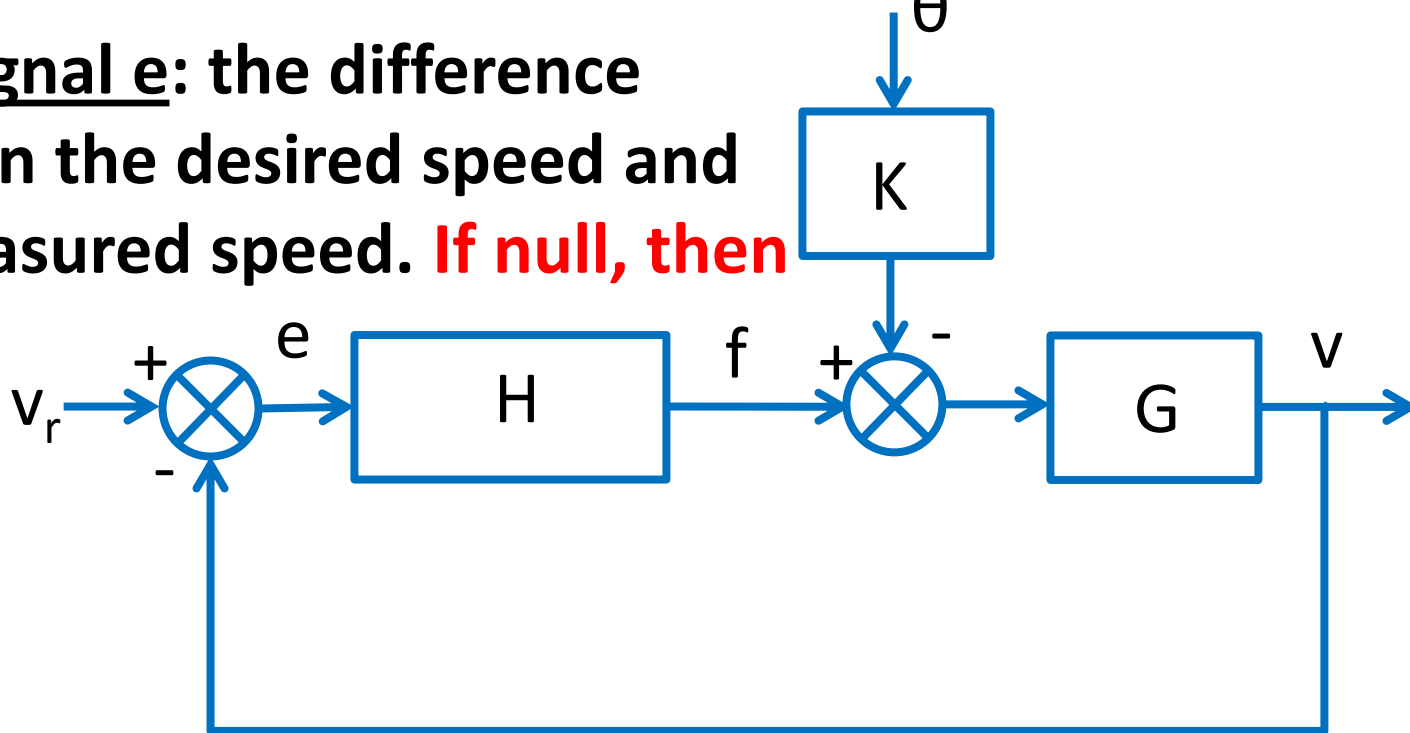 θ
gnal e: the difference
n the desired speed and
asured speed. If null, then
K
e
f
-
v
+
+
vr
H
G
-